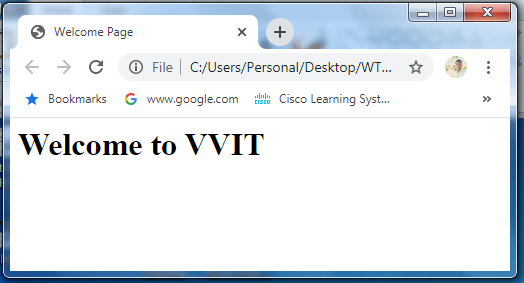 Welcome Page
File C:/Users/Personal/Desktop/WT...
Bookmarks www.google.com Cisco Learning Syst...
Welcome to VVIT